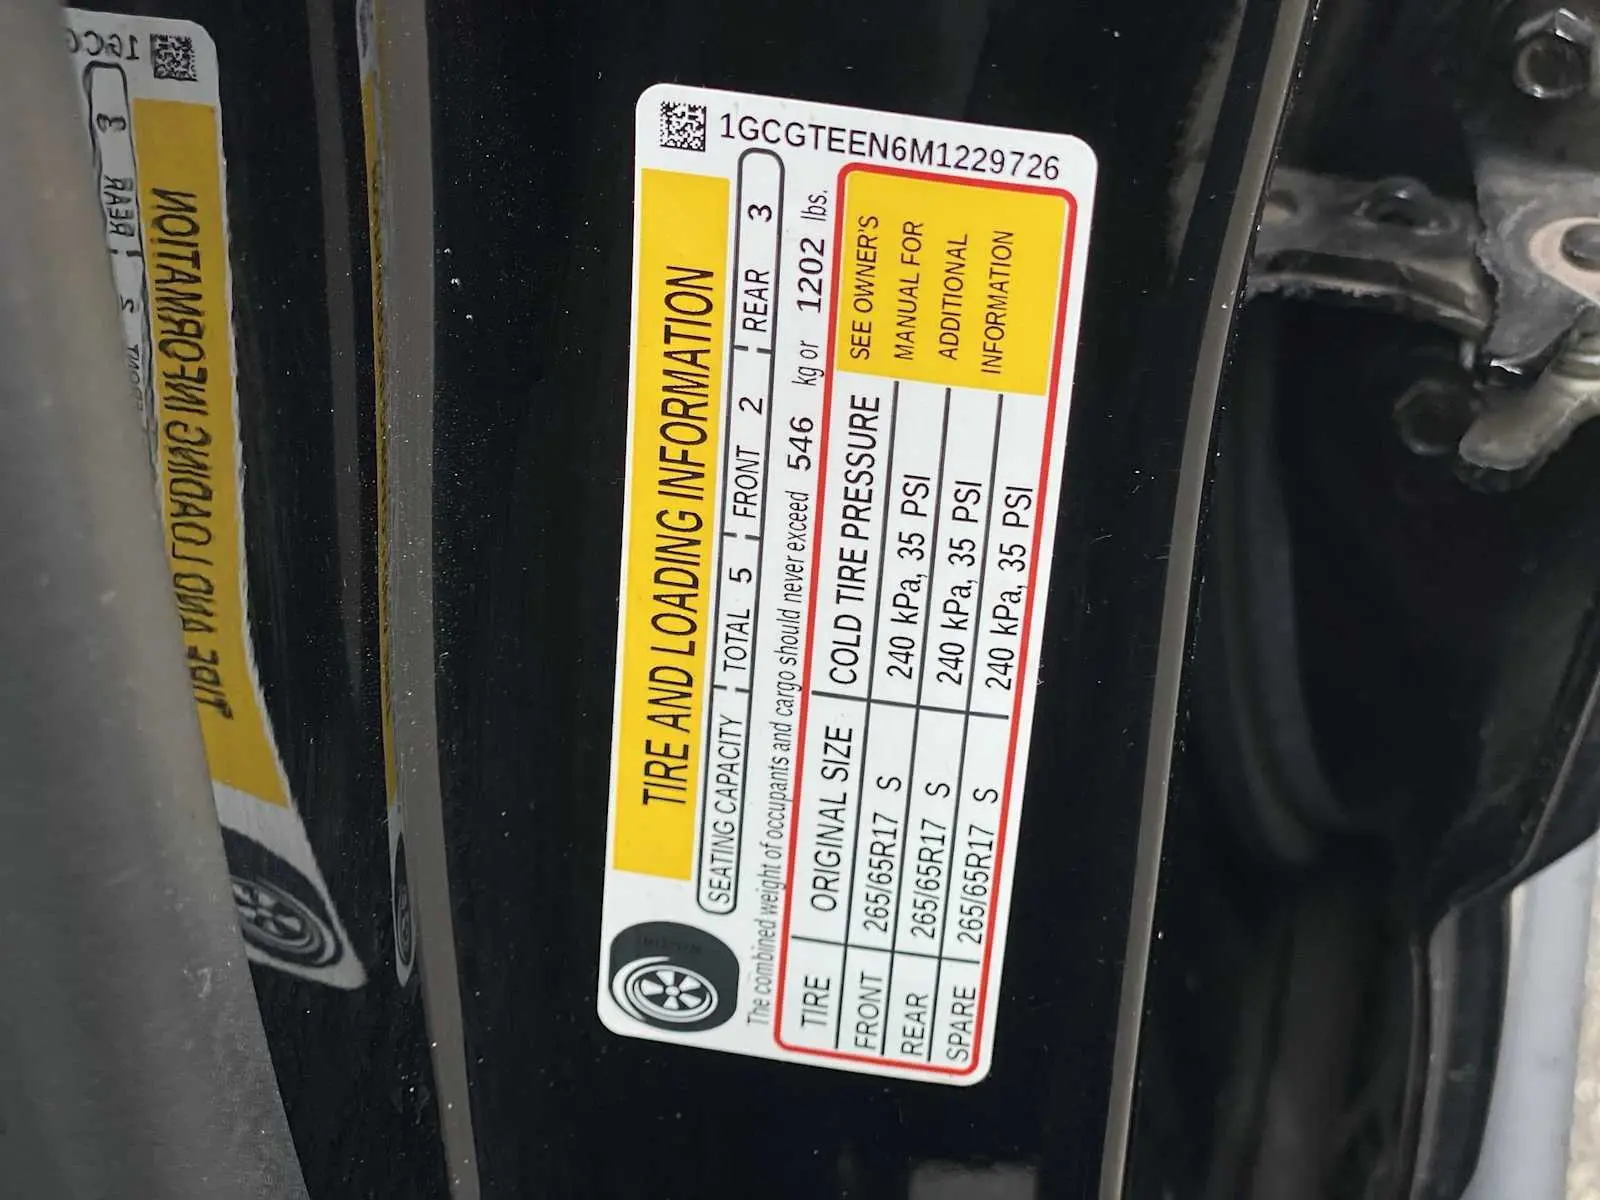 1GCGTEEN6M1229726
TIRE AND LOADING INFORMATION
SEATING CAPACITY TOTAL 5 FRONT 2 REAR 3
The combined weight of occupants and cargo should never exceed 546 kg or 1202 lbs.
TIRE ORIGINAL SIZE COLD TIRE PRESSURE
FRONT 265/65R17 S 240 kPa, 35 PSI
REAR 265/65R17 S 240 kPa, 35 PSI
SPARE 265/65R17 S 240 kPa, 35 PSI
SEE OWNER'S
MANUAL FOR
ADDITIONAL
INFORMATION
1GCG
TIRE AND LOADING INFORMATION
FRONT 2 REAR 3